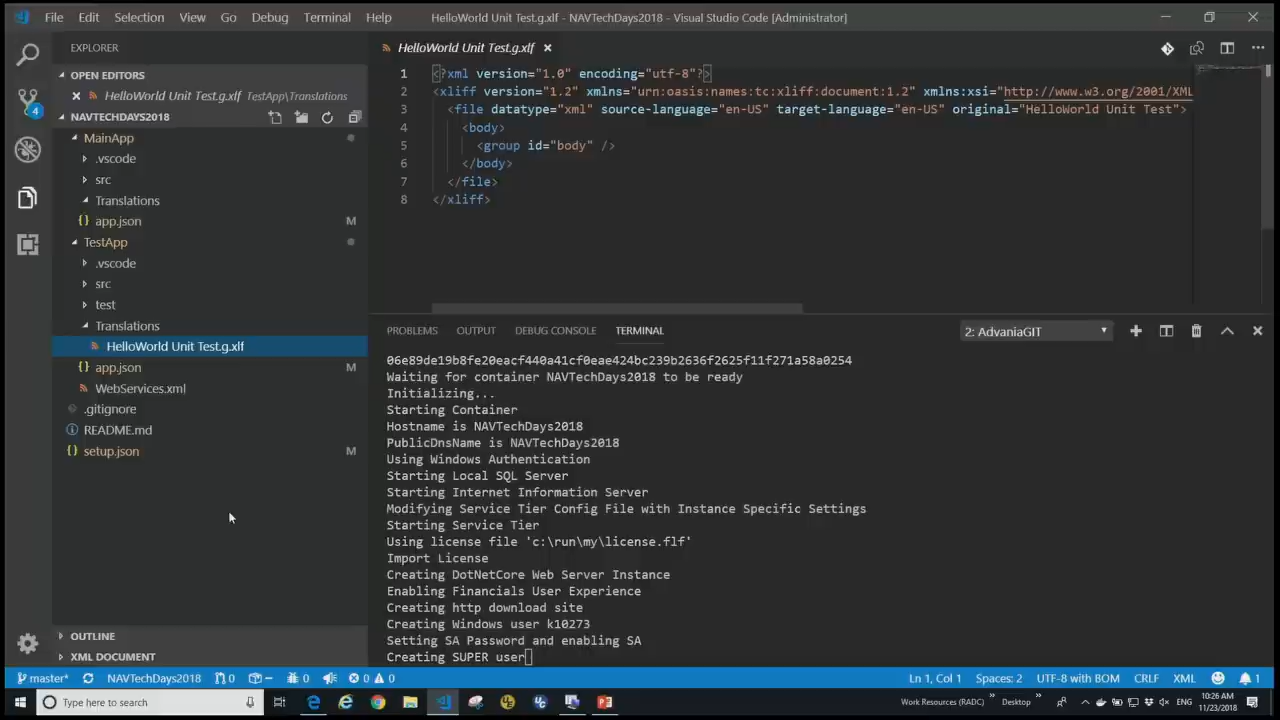 File Edit Selection View Go Debug Terminal Help HelloWorld Unit Test.g.xlf - NAVTechDays2018 - Visual Studio Code [Administrator]
EXPLORER
OPEN EDITORS
HelloWorld Unit Test.g.xlf TestApp\Translations
4
NAVTECHDAYS2018
MainApp
.vscode
src
Translations
{} app.json M
TestApp
.vscode
src
test
Translations
HelloWorld Unit Test.g.xlf
{} app.json M
WebServices.xml
.gitignore
README.md
{} setup.json M
OUTLINE
XML DOCUMENT
HelloWorld Unit Test.g.xlf
1 <?xml version="1.0" encoding="utf-8"?>
2 <xliff version="1.2" xmlns="urn:oasis:names:tc:xliff:document:1.2" xmlns:xsi="http://www.w3.org/2001/XML
3 <file datatype="xml" source-language="en-US" target-language="en-US" original="HelloWorld Unit Test">
4 <body>
5 <group id="body" />
6 </body>
7 </file>
8 </xliff>
PROBLEMS OUTPUT DEBUG CONSOLE TERMINAL 2: AdvaniaGIT
06e89de19b8fe20eacf440a41cf0eae424bc239b2636f2625f11f271a58a0254
Waiting for container NAVTechDays2018 to be ready
Initializing...
Starting Container
Hostname is NAVTechDays2018
PublicDnsName is NAVTechDays2018
Using Windows Authentication
Starting Local SQL Server
Starting Internet Information Server
Modifying Service Tier Config File with Instance Specific Settings
Starting Service Tier
Using license file 'c:\run\my\license.flf'
Import License
Creating DotNetCore Web Server Instance
Enabling Financials User Experience
Creating http download site
Creating Windows user k10273
Setting SA Password and enabling SA
Creating SUPER user
master* NAVTechDays2018 0 0 0 0 Ln 1, Col 1 Spaces: 2 UTF-8 with BOM CRLF XML 1
Type here to search Work Resources (RADC) Desktop ENG 10:26 AM
11/23/2018